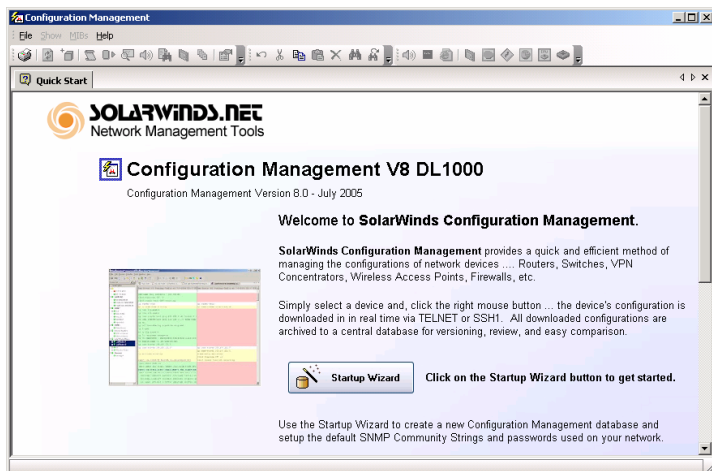 Configuration Management
File Show MIBs Help
Quick Start
SOLARWINDS.NET
Network Management Tools
Configuration Management V8 DL1000
Configuration Management Version 8.0 - July 2005
Welcome to SolarWinds Configuration Management.
SolarWinds Configuration Management provides a quick and efficient method of
managing the configurations of network devices .... Routers, Switches, VPN
Concentrators, Wireless Access Points, Firewalls, etc.
Simply select a device and, click the right mouse button ... the device's configuration is
downloaded in in real time via TELNET or SSH1. All downloaded configurations are
archived to a central database for versioning, review, and easy comparison.
Startup Wizard
Click on the Startup Wizard button to get started.
Use the Startup Wizard to create a new Configuration Management database and
setup the default SNMP Community Strings and passwords used on your network.